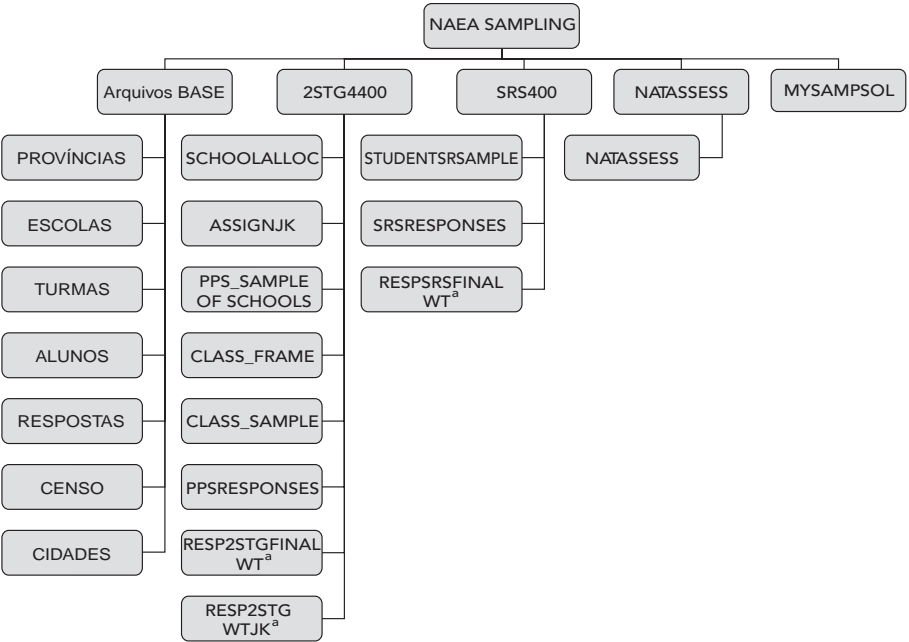 NAEA SAMPLING
Arquivos BASE
2STG4400
SRS400
NATASSESS
MYSAMPSOL
PROVÍNCIAS
SCHOOLALLOC
STUDENTSRSAMPLE
NATASSESS
ESCOLAS
ASSIGNJK
SRSRESPONSES
TURMAS
PPS_SAMPLE
OF SCHOOLS
RESPSRSFINAL
WTª
ALUNOS
CLASS_FRAME
RESPOSTAS
CLASS_SAMPLE
CENSO
PPSRESPONSES
CIDADES
RESP2STGFINAL
WTª
RESP2STG
WTJKª